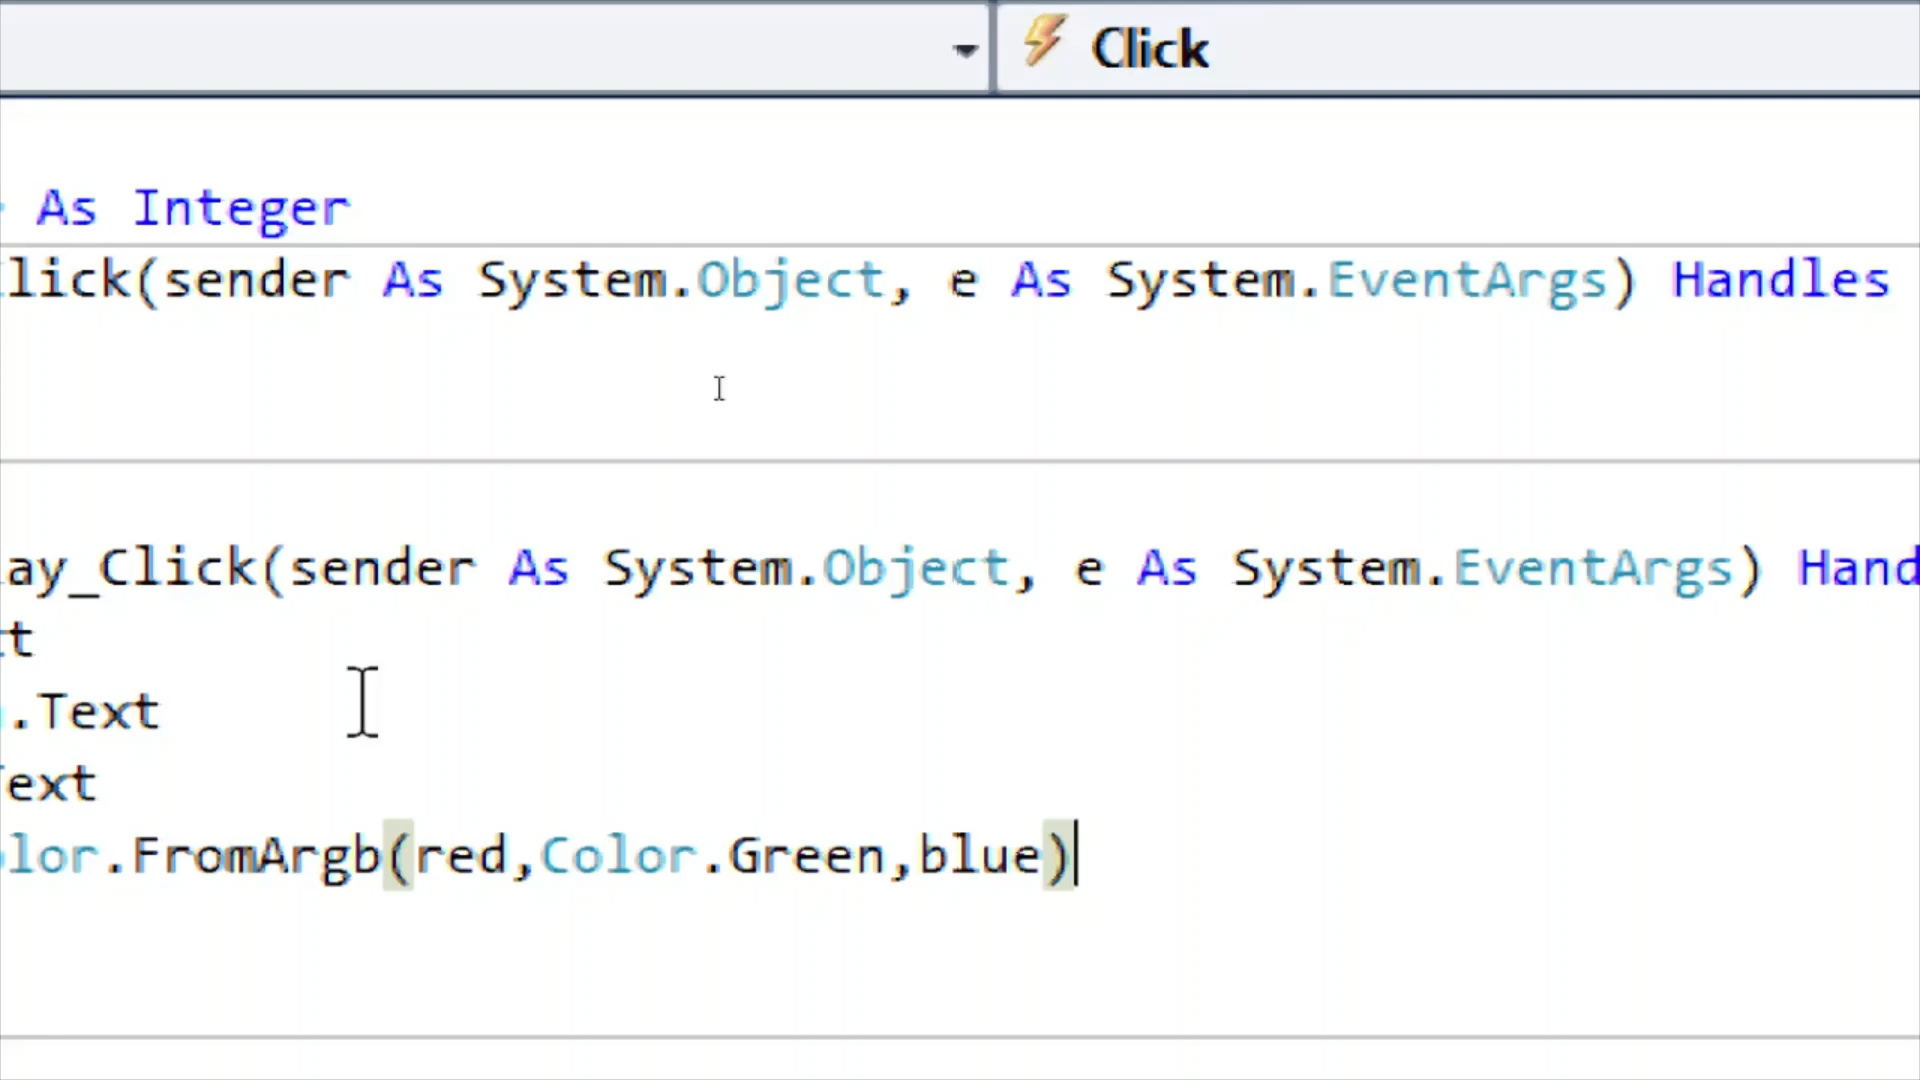 Click
As Integer
lick(sender As System.Object, e As System.EventArgs) Handles
ay_Click(sender As System.Object, e As System.EventArgs) Hand
t
.Text
ext
lor.FromArgb(red,Color.Green,blue)